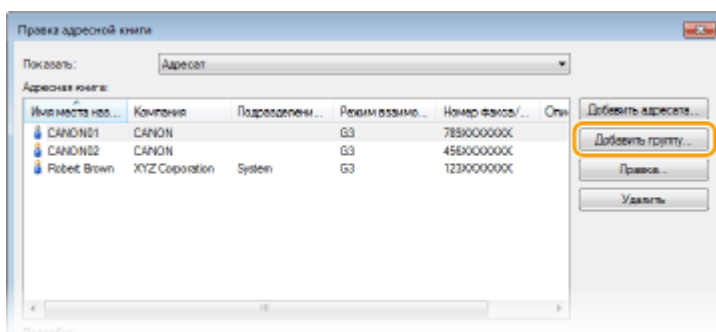 Правка адресной книги
Показать: Адресат
Адресная книга:
Имя места наз... Компания Подразделени... Режим взаимо... Номер факса/... Опи
CANON01 CANON G3 789XXXXXXX
CANON02 CANON G3 456XXXXXXX
Robert Brown XYZ Corporation System G3 123XXXXXXX
Добавить адресата...
Добавить группу...
Правка...
Удалить